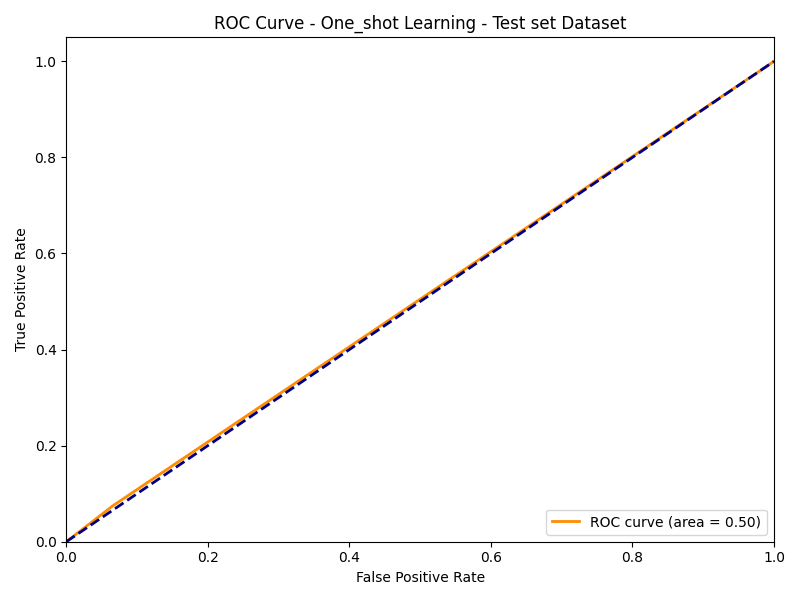 ROC Curve - One_shot Learning - Test set Dataset
True Positive Rate
1.0
0.8
0.6
0.4
0.2
0.0
0.0 0.2 0.4 0.6 0.8 1.0
False Positive Rate
ROC curve (area = 0.50)